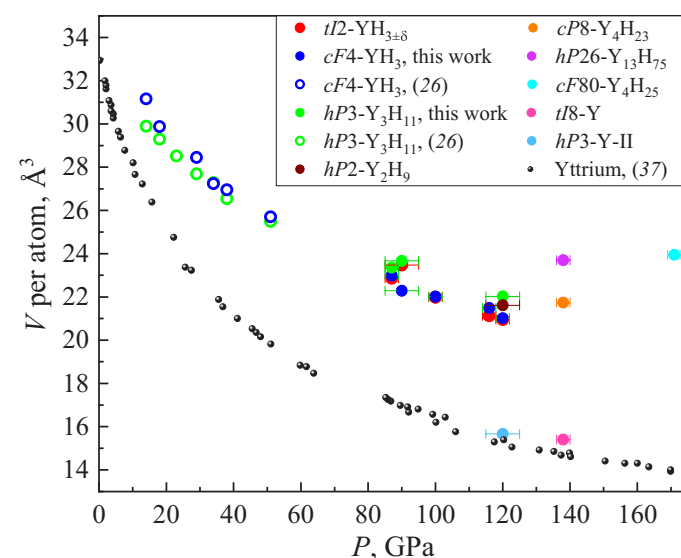 tI2-YH3±δ
cF4-YH3, this work
cF4-YH3, (26)
hP3-Y3H11, this work
hP3-Y3H11, (26)
hP2-Y2H9
cP8-Y4H23
hP26-Y13H75
cF80-Y4H25
tI8-Y
hP3-Y-II
Yttrium, (37)
V per atom, Å3
34
32
30
28
26
24
22
20
18
16
14
0 20 40 60 80 100 120 140 160
P, GPa